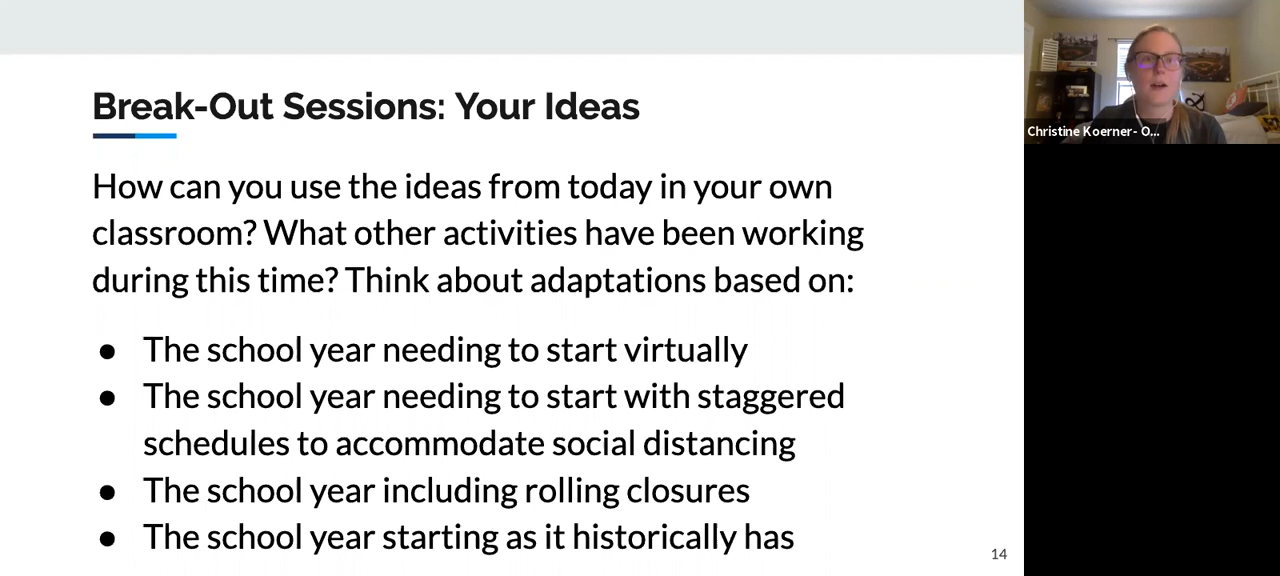 Break-Out Sessions: Your Ideas
How can you use the ideas from today in your own
classroom? What other activities have been working
during this time? Think about adaptations based on:
● The school year needing to start virtually
● The school year needing to start with staggered
schedules to accommodate social distancing
● The school year including rolling closures
● The school year starting as it historically has
14
Christine Koerner- O...